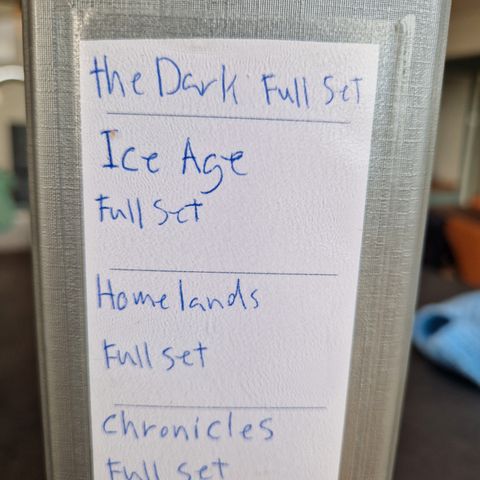 the Dark Full Set
Ice Age
Full Set
Homelands
Full set
Chronicles
Full set